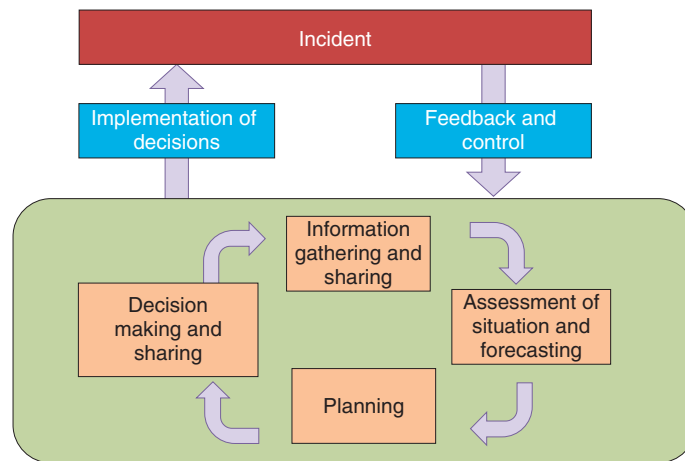 Incident
Implementation of
decisions
Feedback and
control
Information
gathering and
sharing
Decision
making and
sharing
Assessment of
situation and
forecasting
Planning